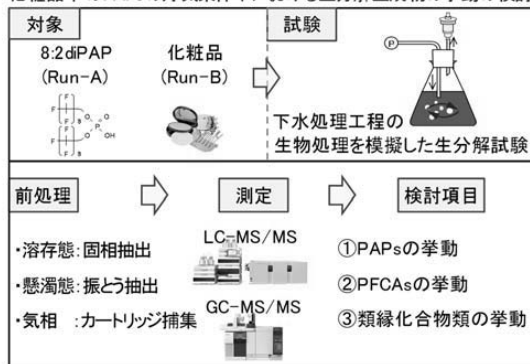 対象
試験
8:2diPAP
(Run-A)
化粧品
(Run-B)
F
F
F
F
F
8
O
O
P
O
OH
P
下水処理工程の
生物処理を模擬した生分解試験
前処理
測定
検討項目
・溶存態:固相抽出
・懸濁態:振とう抽出
・気相 :カートリッジ捕集
LC-MS/MS
GC-MS/MS
①PAPsの挙動
②PFCAsの挙動
③類縁化合物類の挙動